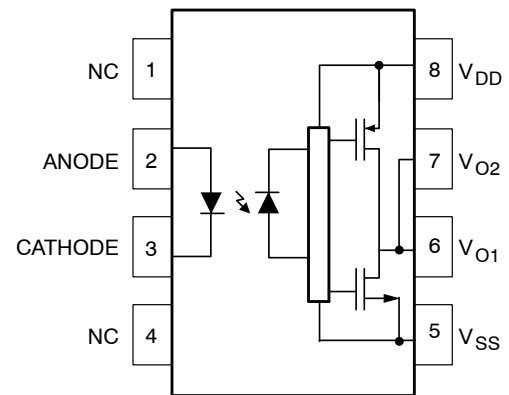 NC 1
ANODE 2
CATHODE 3
NC 4
8 VDD
7 VO2
6 VO1
5 VSS